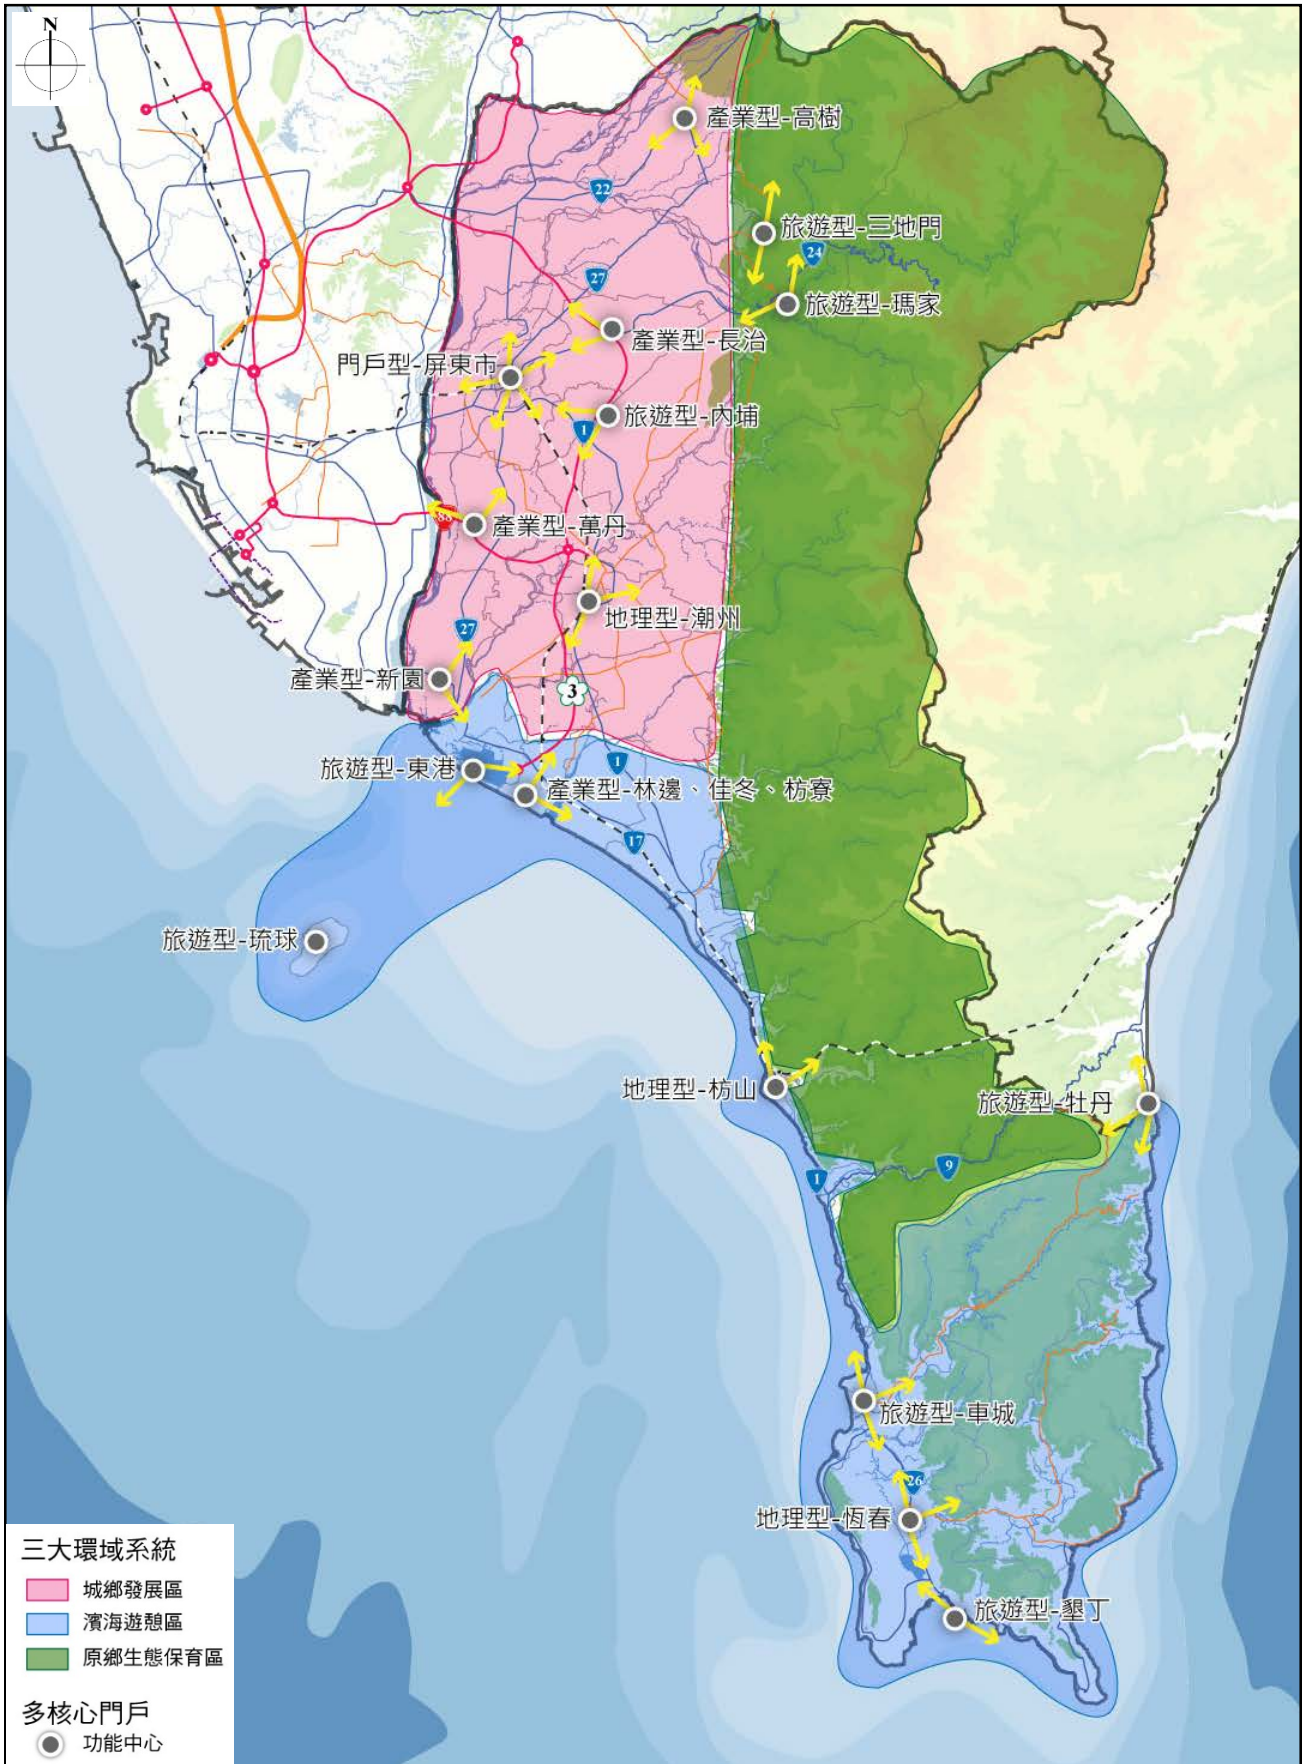 N
產業型-高樹
22
旅遊型-三地門
24
27
旅遊型-瑪家
產業型-長治
門戶型-屏東市
旅遊型-內埔
1
88
產業型-萬丹
地理型-潮州
27
產業型-新園
3
旅遊型-東港
1
產業型-林邊、佳冬、枋寮
17
旅遊型-琉球
地理型-枋山
旅遊型-牡丹
9
1
旅遊型-車城
26
地理型-恆春
旅遊型-墾丁
三大環域系統
城鄉發展區
濱海遊憩區
原鄉生態保育區
多核心門戶
功能中心